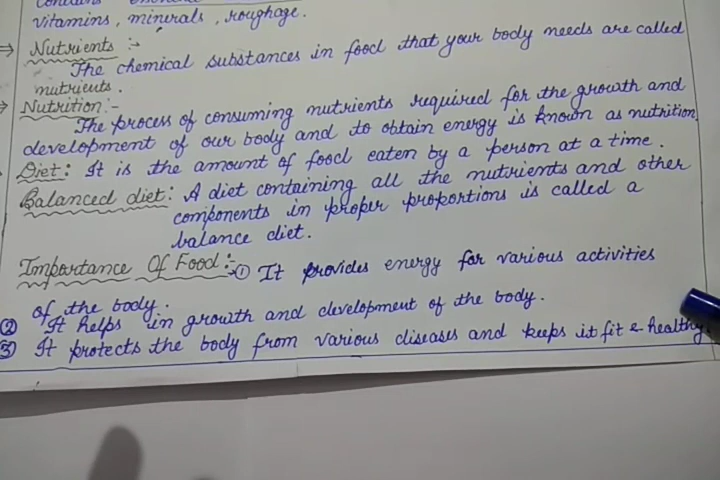 vitamins, minerals, roughage.
⇒ Nutrients :-
The chemical substances in food that your body needs are called
nutrients.
Nutrition :-
The process of consuming nutrients required for the growth and
development of our body and to obtain energy is known as nutrition.
Diet : It is the amount of food eaten by a person at a time.
Balanced diet : A diet containing all the nutrients and other
components in proper proportions is called a
balance diet.
Importance Of Food :- ① It provides energy for various activities
of the body.
② It helps in growth and development of the body.
③ It protects the body from various diseases and keeps it fit & healthy.